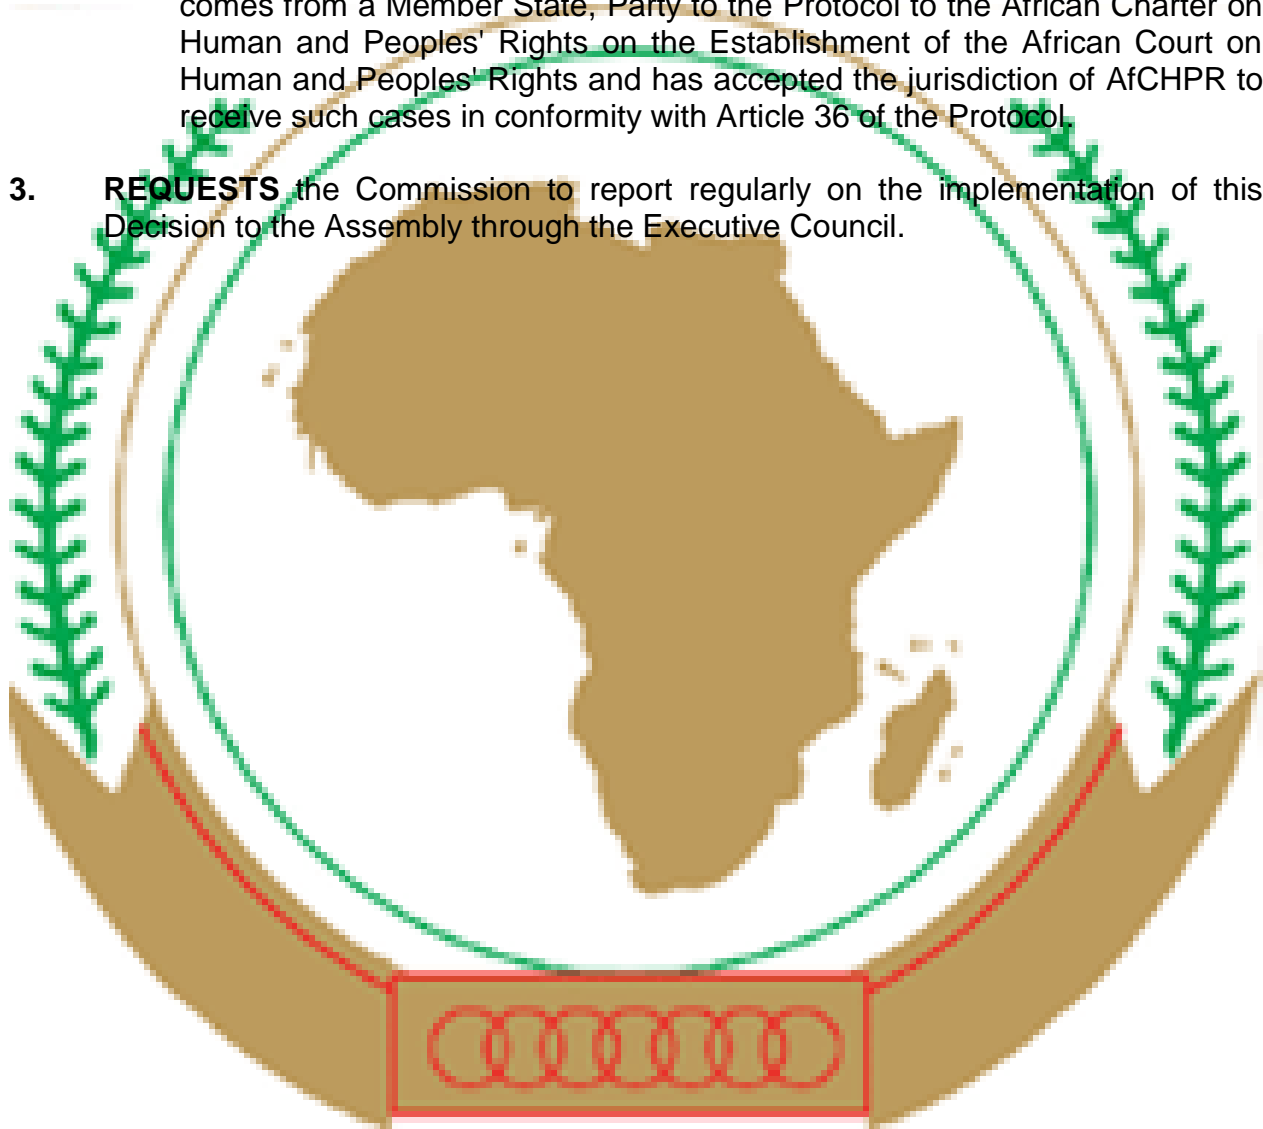 comes from a Member State, Party to the Protocol to the African Charter on
Human and Peoples' Rights on the Establishment of the African Court on
Human and Peoples' Rights and has accepted the jurisdiction of AfCHPR to
receive such cases in conformity with Article 36 of the Protocol.
3. REQUESTS the Commission to report regularly on the implementation of this
Decision to the Assembly through the Executive Council.